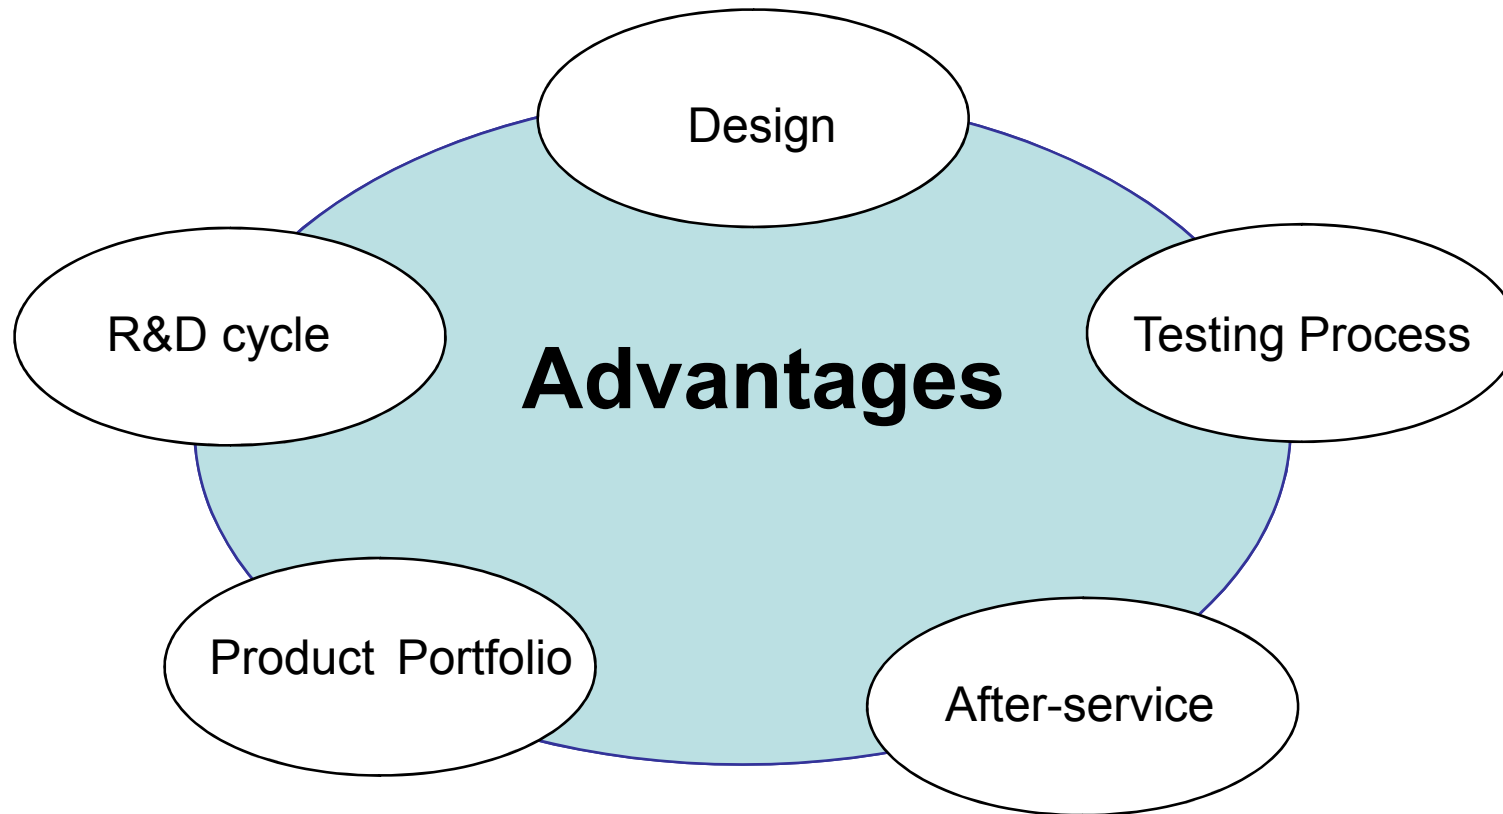 Design
R&D cycle
Testing Process
Advantages
Product Portfolio
After-service